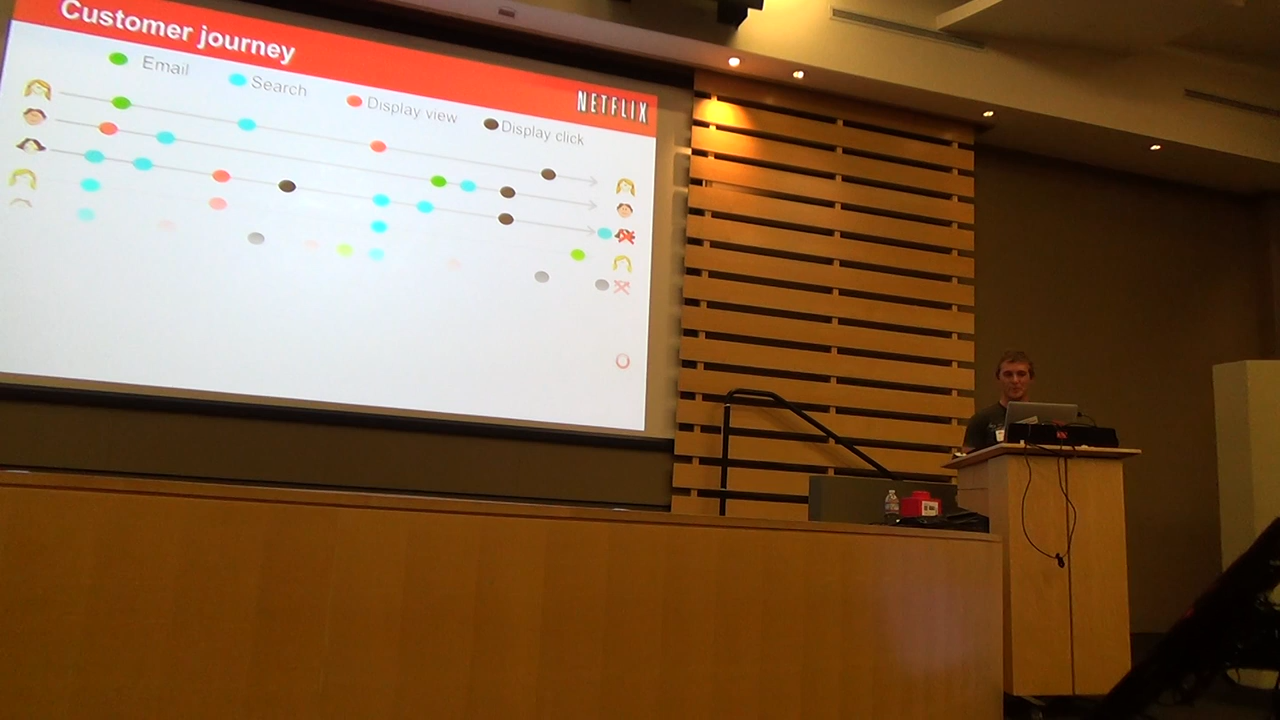 Customer journey
Email
Search
Display view
Display click
NETFLIX